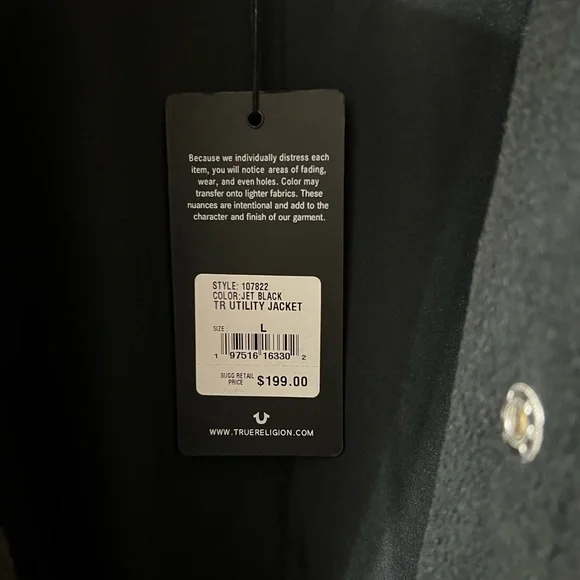 Because we individually distress each
item, you will notice areas of fading,
wear, and even holes. Color may
transfer onto lighter fabrics. These
nuances are intentional and add to the
character and finish of our garment.
STYLE: 107822
COLOR:JET BLACK
TR UTILITY JACKET
SIZE: L
1 97516 16330 2
SUGG RETAIL
PRICE $199.00
WWW.TRUERELIGION.COM